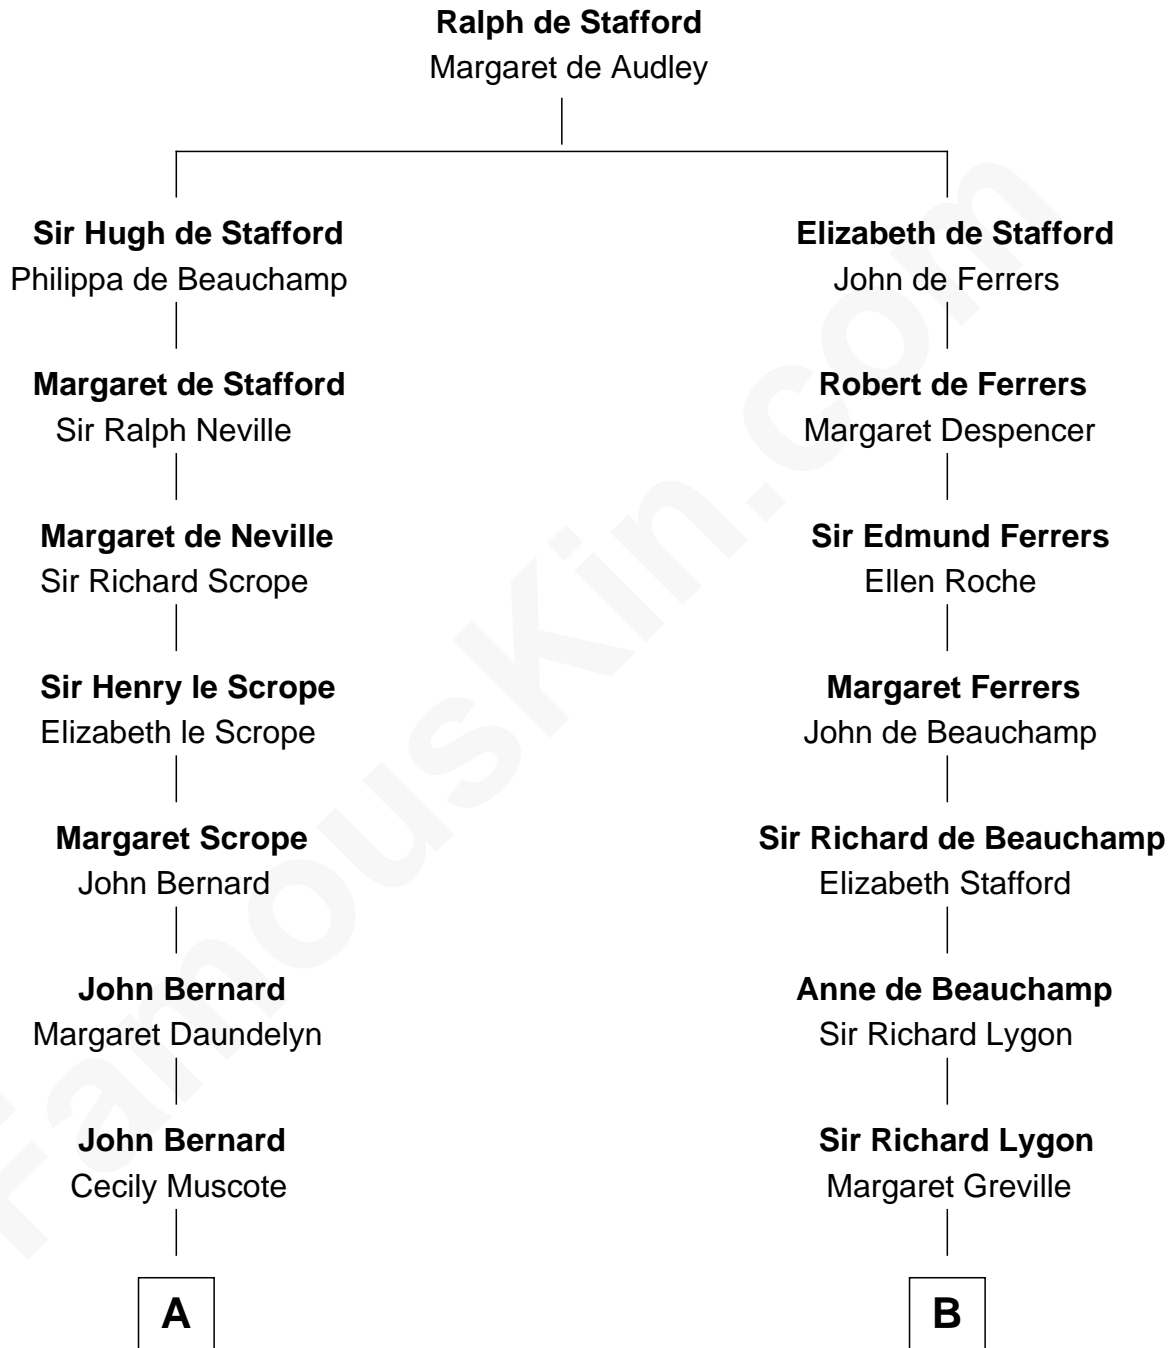 Ralph de Stafford
Margaret de Audley
Sir Hugh de Stafford
Philippa de Beauchamp
Margaret de Stafford
Sir Ralph Neville
Margaret de Neville
Sir Richard Scrope
Sir Henry le Scrope
Elizabeth le Scrope
Margaret Scrope
John Bernard
John Bernard
Margaret Daundelyn
John Bernard
Cecily Muscote
A
Elizabeth de Stafford
John de Ferrers
Robert de Ferrers
Margaret Despencer
Sir Edmund Ferrers
Ellen Roche
Margaret Ferrers
John de Beauchamp
Sir Richard de Beauchamp
Elizabeth Stafford
Anne de Beauchamp
Sir Richard Lygon
Sir Richard Lygon
Margaret Greville
B
FamousKin.com